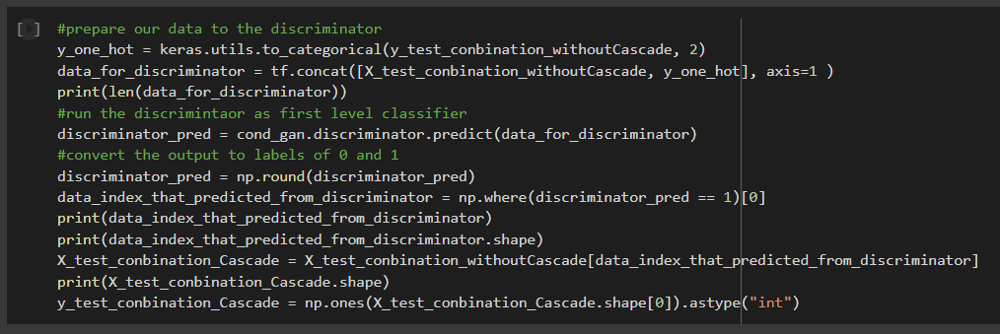 [ ] #prepare our data to the discriminator
y_one_hot = keras.utils.to_categorical(y_test_conbination_withoutCascade, 2)
data_for_discriminator = tf.concat([X_test_conbination_withoutCascade, y_one_hot], axis=1 )
print(len(data_for_discriminator))
#run the discrimintaor as first level classifier
discriminator_pred = cond_gan.discriminator.predict(data_for_discriminator)
#convert the output to labels of 0 and 1
discriminator_pred = np.round(discriminator_pred)
data_index_that_predicted_from_discriminator = np.where(discriminator_pred == 1)[0]
print(data_index_that_predicted_from_discriminator)
print(data_index_that_predicted_from_discriminator.shape)
X_test_conbination_Cascade = X_test_conbination_withoutCascade[data_index_that_predicted_from_discriminator]
print(X_test_conbination_Cascade.shape)
y_test_conbination_Cascade = np.ones(X_test_conbination_Cascade.shape[0]).astype("int")